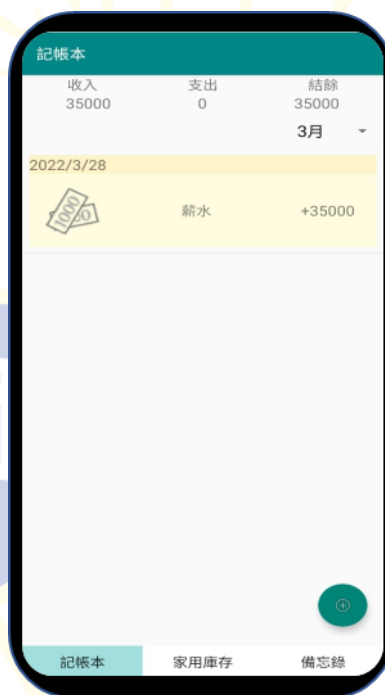 記帳本
收入 支出 結餘
35000 0 35000
3月
2022/3/28
薪水 +35000
記帳本 家用庫存 備忘錄